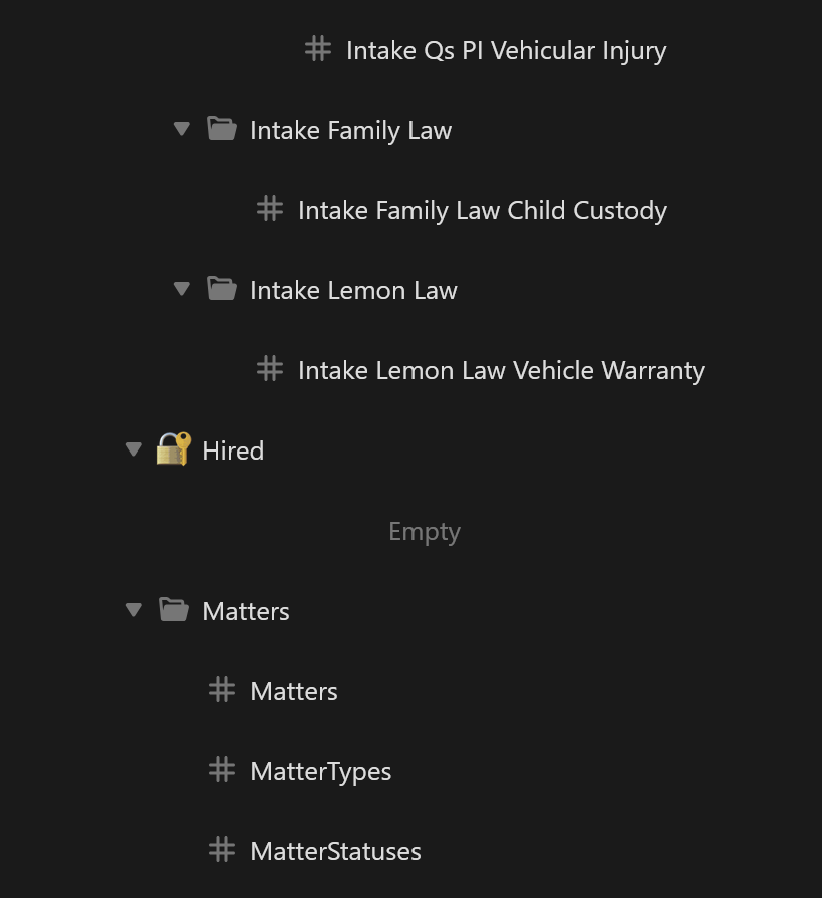 Intake Qs PI Vehicular Injury
Intake Family Law
Intake Family Law Child Custody
Intake Lemon Law
Intake Lemon Law Vehicle Warranty
Hired
Empty
Matters
Matters
MatterTypes
MatterStatuses